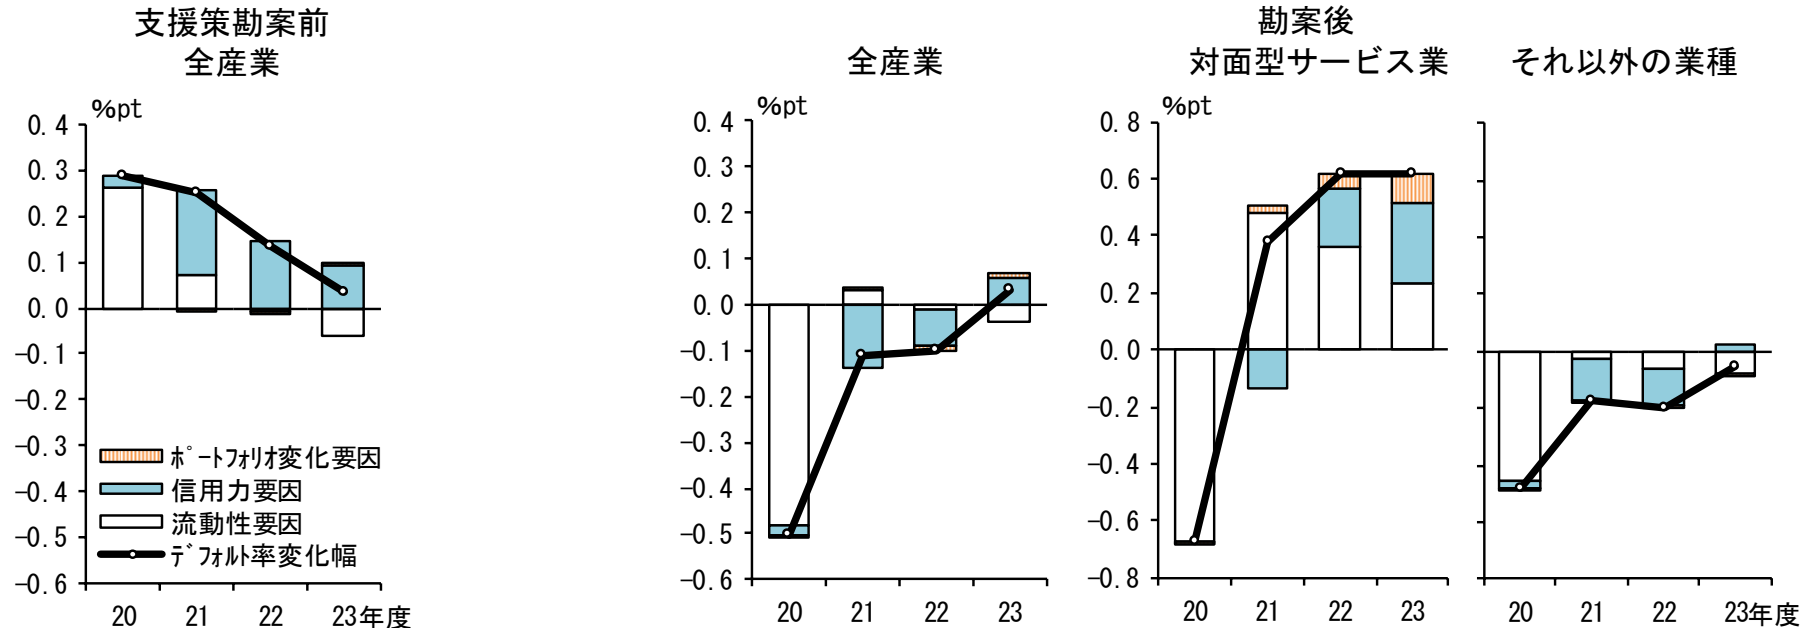 支援策勘案前
全産業
%pt
0.4
0.3
0.2
0.1
0.0
-0.1
-0.2
-0.3
-0.4
-0.5
-0.6
ﾎﾟｰﾄﾌｫﾘｵ変化要因
信用力要因
流動性要因
ﾃﾞﾌｫﾙﾄ率変化幅
20 21 22 23年度
勘案後
全産業
%pt
0.4
0.3
0.2
0.1
0.0
-0.1
-0.2
-0.3
-0.4
-0.5
-0.6
20 21 22 23
対面型サービス業
%pt
0.8
0.6
0.4
0.2
0.0
-0.2
-0.4
-0.6
-0.8
20 21 22 23
それ以外の業種
20 21 22 23年度